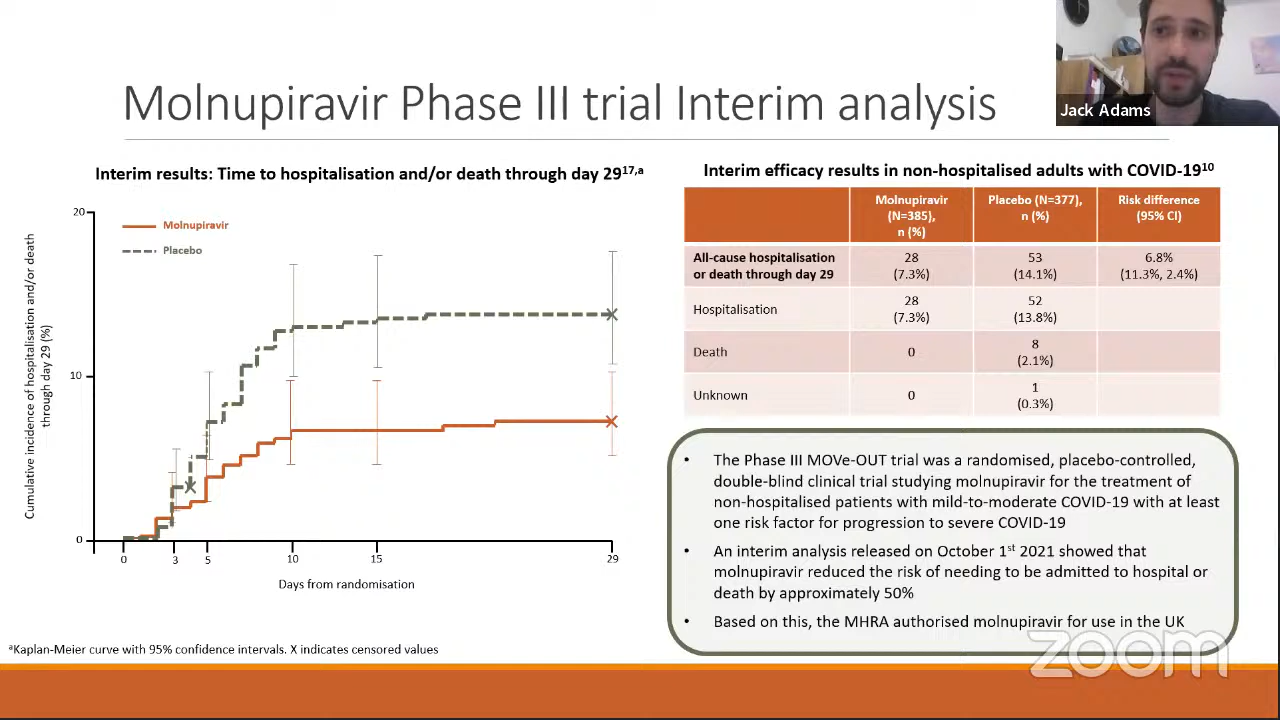 Molnupiravir Phase III trial Interim analysis
Jack Adams
Interim results: Time to hospitalisation and/or death through day 29¹⁷,ᵃ
Cumulative incidence of hospitalisation and/or death
through day 29 (%)
20
10
0
Molnupiravir
Placebo
0
3
5
10
15
29
Days from randomisation
ᵃKaplan-Meier curve with 95% confidence intervals. X indicates censored values
Interim efficacy results in non-hospitalised adults with COVID-19¹⁰
Molnupiravir
(N=385),
n (%)
Placebo (N=377),
n (%)
Risk difference
(95% CI)
All-cause hospitalisation
or death through day 29
28
(7.3%)
53
(14.1%)
6.8%
(11.3%, 2.4%)
Hospitalisation
28
(7.3%)
52
(13.8%)
Death
0
8
(2.1%)
Unknown
0
1
(0.3%)
• The Phase III MOVe-OUT trial was a randomised, placebo-controlled,
double-blind clinical trial studying molnupiravir for the treatment of
non-hospitalised patients with mild-to-moderate COVID-19 with at least
one risk factor for progression to severe COVID-19
• An interim analysis released on October 1ˢᵗ 2021 showed that
molnupiravir reduced the risk of needing to be admitted to hospital or
death by approximately 50%
• Based on this, the MHRA authorised molnupiravir for use in the UK
zoom